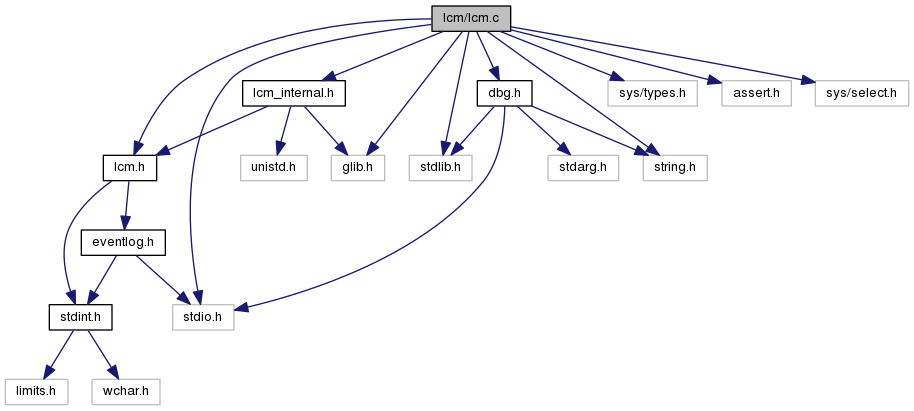 lcm/lcm.c
lcm_internal.h
dbg.h
sys/types.h
assert.h
sys/select.h
lcm.h
unistd.h
glib.h
stdlib.h
stdarg.h
string.h
eventlog.h
stdint.h
stdio.h
limits.h
wchar.h